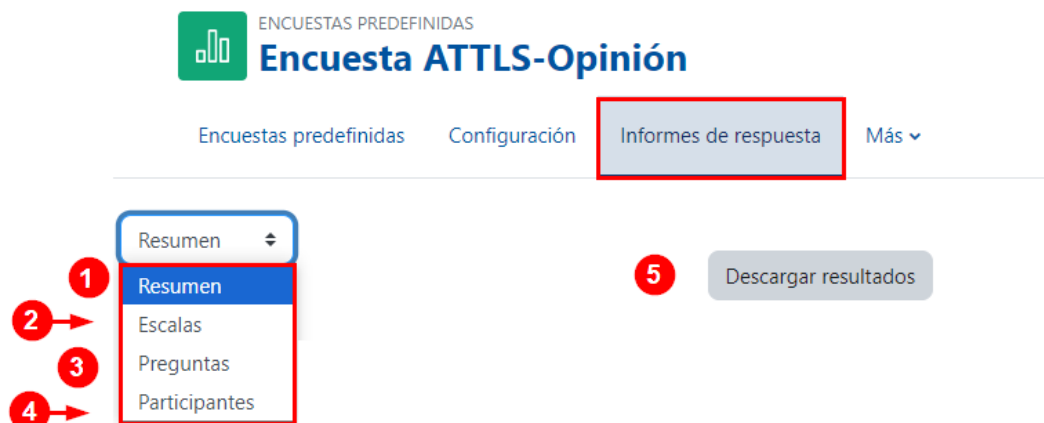 ENCUESTAS PREDEFINIDAS
Encuesta ATTLS-Opinión
Encuestas predefinidas Configuración Informes de respuesta Más
Resumen
1 Resumen 5 Descargar resultados
2 Escalas
3 Preguntas
4 Participantes